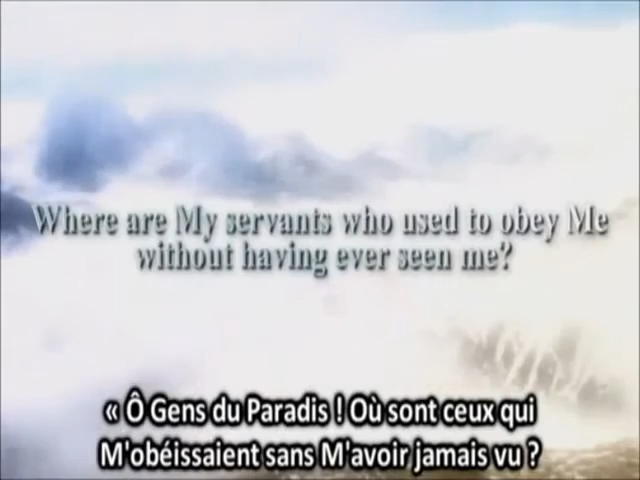 Where are My servants who used to obey Me
without having ever seen me?
« Ô Gens du Paradis ! Où sont ceux qui
M'obéissaient sans M'avoir jamais vu ?